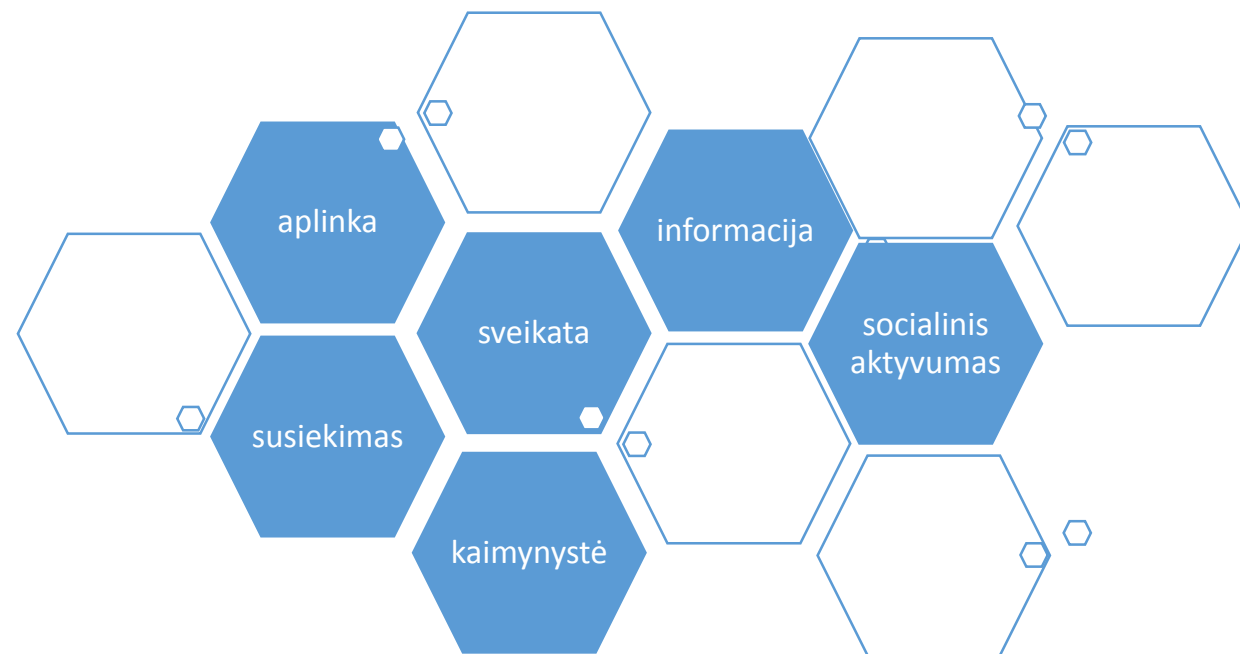 aplinka
informacija
sveikata
socialinis
aktyvumas
susiekimas
kaimynystė